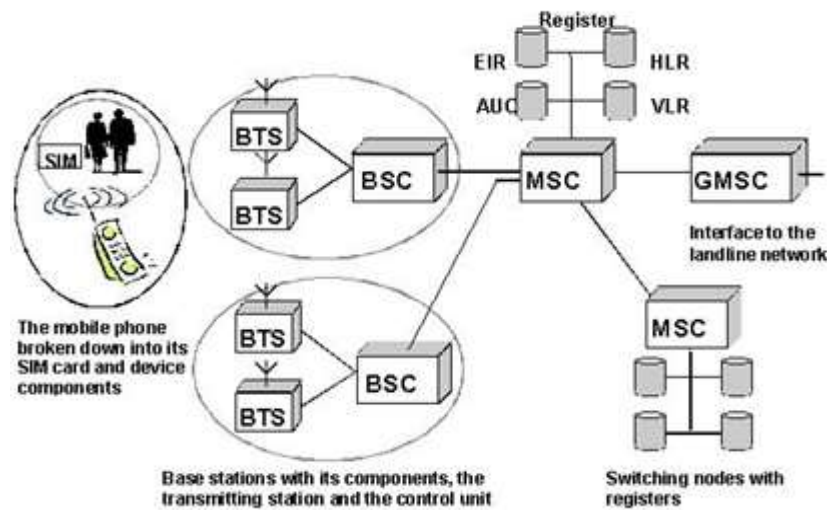 Register
EIR
HLR
AUC
VLR
SIM
BTS
BTS
BSC
MSC
GMSC
Interface to the
landline network
The mobile phone
broken down into its
SIM card and device
components
BTS
BTS
BSC
MSC
Base stations with its components, the
transmitting station and the control unit
Switching nodes with
registers